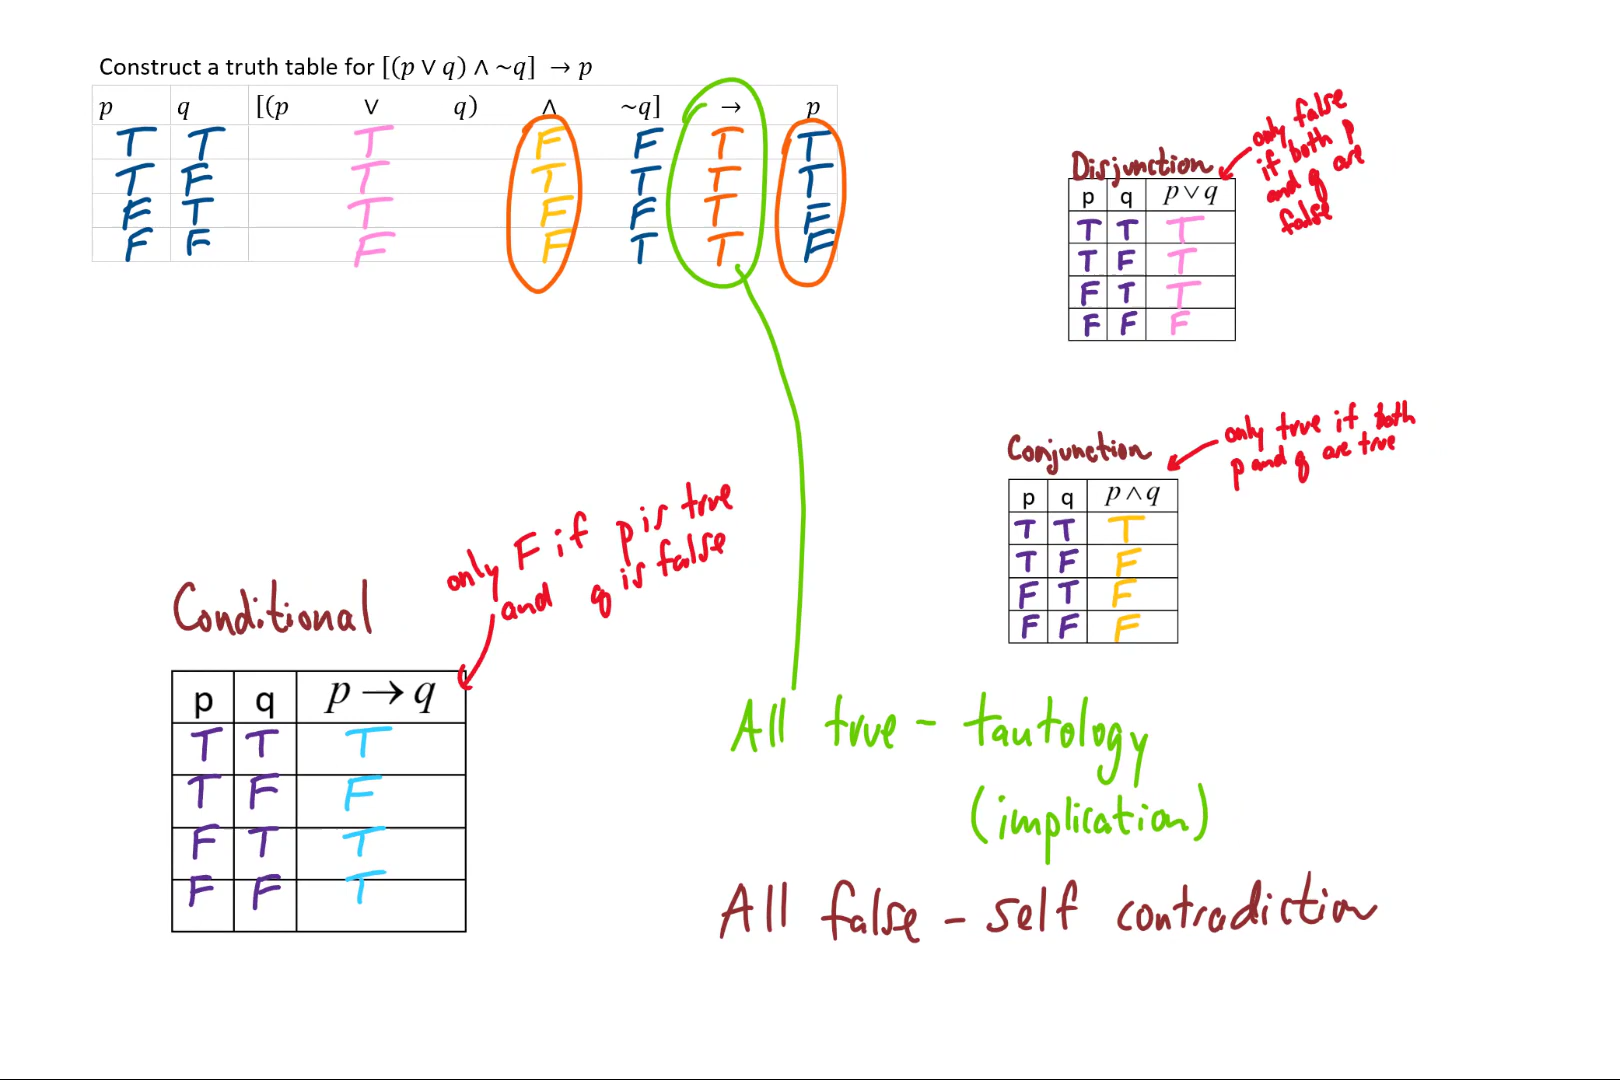 Construct a truth table for [(p ∨ q) ∧ ~q] → p
p q [(p ∨ q) ∧ ~q] → p
T T T F F T T
T F T T T T T
F T T F F T F
F F F F T T F
Disjunction
only false
if both p
and q are
false
p q p ∨ q
T T T
T F T
F T T
F F F
Conjunction
only true if both
p and q are true
p q p ∧ q
T T T
T F F
F T F
F F F
Conditional
only F if p is true
and q is false
p q p → q
T T T
T F F
F T T
F F T
All true - tautology
(implication)
All false - self contradiction